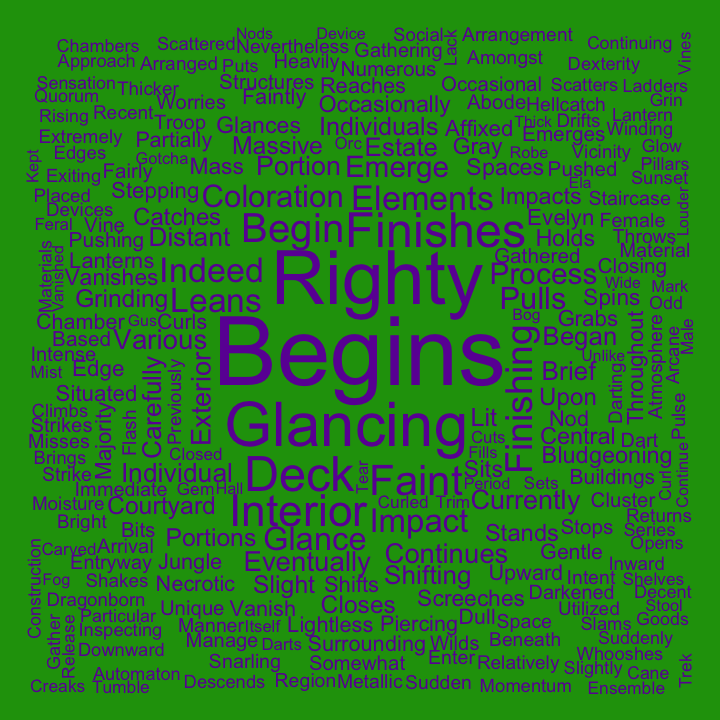 Nods
Device
Social
Arrangement
Chambers
Scattered
Nevertheless
Gathering
Lack
Amongst
Continuing
Vines
Approach
Arranged
Puts
Heavily
Numerous
Dexterity
Sensation
Thicker
Structures
Reaches
Occasional
Scatters
Ladders
Quorum
Worries
Faintly
Occasionally
Abode
Hellcatch
Grin
Rising
Recent
Troop
Glances
Individuals
Affixed
Thick
Drifts
Lantern
Extremely
Partially
Massive
Orc
Estate
Gray
Robe
Emerges
Winding
Edges
Gotcha
Mass
Portion
Emerge
Spaces
Pushed
Vicinity
Glow
Kept
Exiting
Fairly
Ela
Pillars
Sunset
Placed
Stepping
Coloration
Elements
Impacts
Staircase
Devices
Catches
Begin
Finishes
Evelyn
Female
Louder
Feral
Vine
Distant
Holds
Throws
Pushing
Gathered
Material
Materials
Vanished
Lanterns
Vanishes
Indeed
Righty
Process
Closing
Wide
Mark
Grinding
Leans
Pulls
Spins
Odd
Chamber
Gus
Curls
Begins
Bog
Grabs
Based
Various
Finishing
Began
Unlike
Throughout
Atmosphere
Arcane
Male
Intense
Mist
Edge
Carefully
Previously
Exterior
Brief
Darting
Situated
Upon
Climbs
Majority
Flash
Glancing
Lit
Nod
Pulse
Strikes
Cuts
Central
Dart
Misses
Closed
Fills
Bludgeoning
Brings
Individual
Deck
Tear
Faint
Sits
Period
Sets
Buildings
Curl
Continue
Strike
Immediate
Gem
Hall
Interior
Curled
Trim
Currently
Cluster
Moisture
Courtyard
Impact
Returns
Bright
Bits
Portions
Glance
Stands
Stops
Series
Carved
Arrival
Continues
Gentle
Opens
Construction
Entryway
Jungle
Eventually
Inward
Fog
Shakes
Necrotic
Slight
Shifts
Shifting
Upward
Intent
Shelves
Dragonborn
Screeches
Darkened
Decent
Particular
Unique
Vanish
Closes
Utilized
Stool
Gather
Inspecting
Manner
Itself
Lightless
Piercing
Dull
Space
Slams
Goods
Release
Downward
Manage
Darts
Surrounding
Wilds
Beneath
Suddenly
Snarling
Somewhat
Enter
Relatively
Whooshes
Automaton
Slightly
Cane
Trek
Creaks
Tumble
Descends
Region
Metallic
Sudden
Momentum
Ensemble